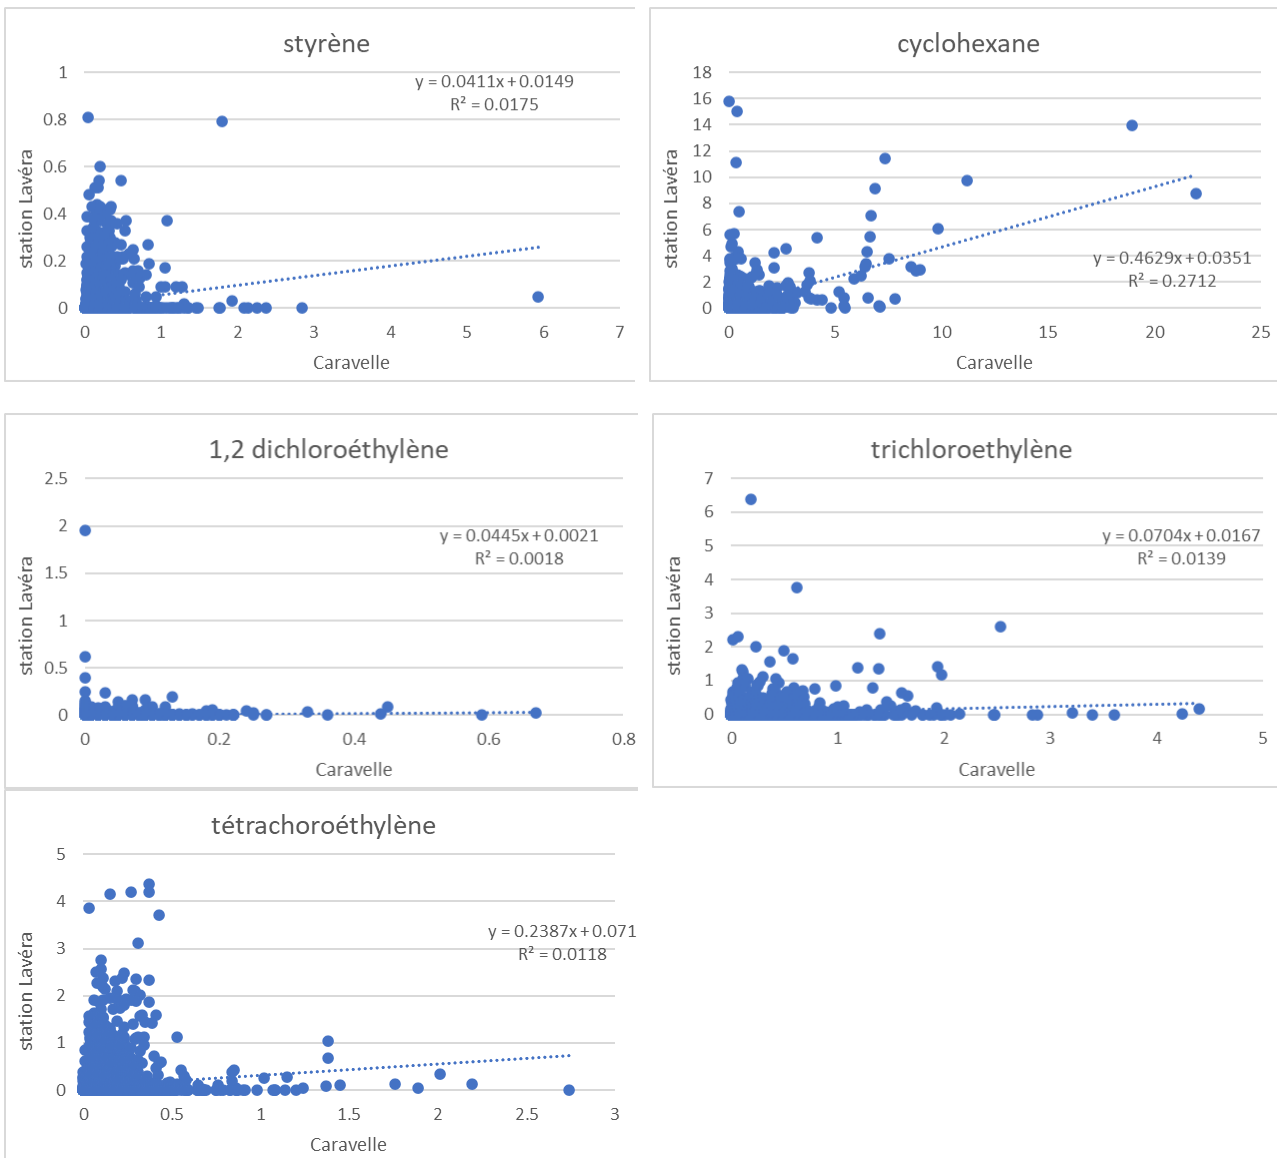 styrène
y = 0.0411x + 0.0149
R² = 0.0175
1
0.8
0.6
0.4
0.2
0
station Lavéra
0 1 2 3 4 5 6 7
Caravelle
cyclohexane
18
16
14
12
10
8
6
4
2
0
station Lavéra
y = 0.4629x + 0.0351
R² = 0.2712
0 5 10 15 20 25
Caravelle
1,2 dichloroéthylène
2.5
2
1.5
1
0.5
0
station Lavéra
y = 0.0445x + 0.0021
R² = 0.0018
0 0.2 0.4 0.6 0.8
Caravelle
trichloroethylène
7
6
5
4
3
2
1
0
station Lavéra
y = 0.0704x + 0.0167
R² = 0.0139
0 1 2 3 4 5
Caravelle
tétrachoroéthylène
5
4
3
2
1
0
station Lavéra
y = 0.2387x + 0.071
R² = 0.0118
0 0.5 1 1.5 2 2.5 3
Caravelle